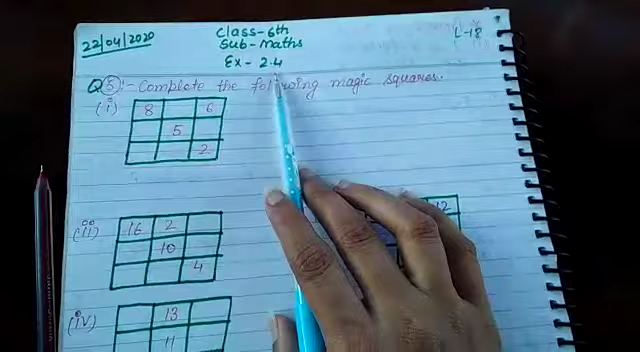 22/04/2020
Class-6th
L-18
Sub-Maths
Ex- 2.4
Q(5):- Complete the following magic squares.
(i)
8 6
5
2
(ii)
16 2
10
4
12
(iv)
13
11